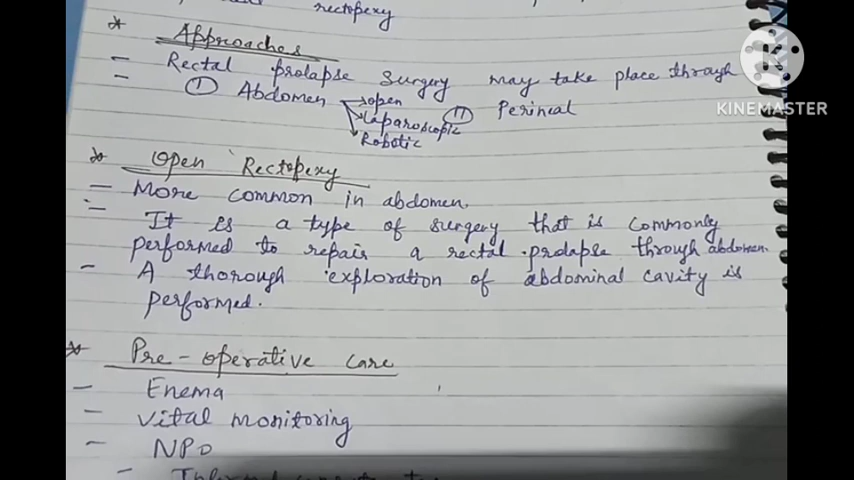 rectopexy
* Approaches
- Rectal prolapse surgery may take place through
- ① Abdomen → open ⑪ Perineal
→ Laparoscopic
→ Robotic
* Open Rectopexy
- More common in abdomen.
- It is a type of surgery that is commonly
performed to repair a rectal prolapse through abdomen.
- A thorough exploration of abdominal cavity is
performed.
* Pre-operative care
- Enema
- vital monitoring
- NPO
KINEMASTER